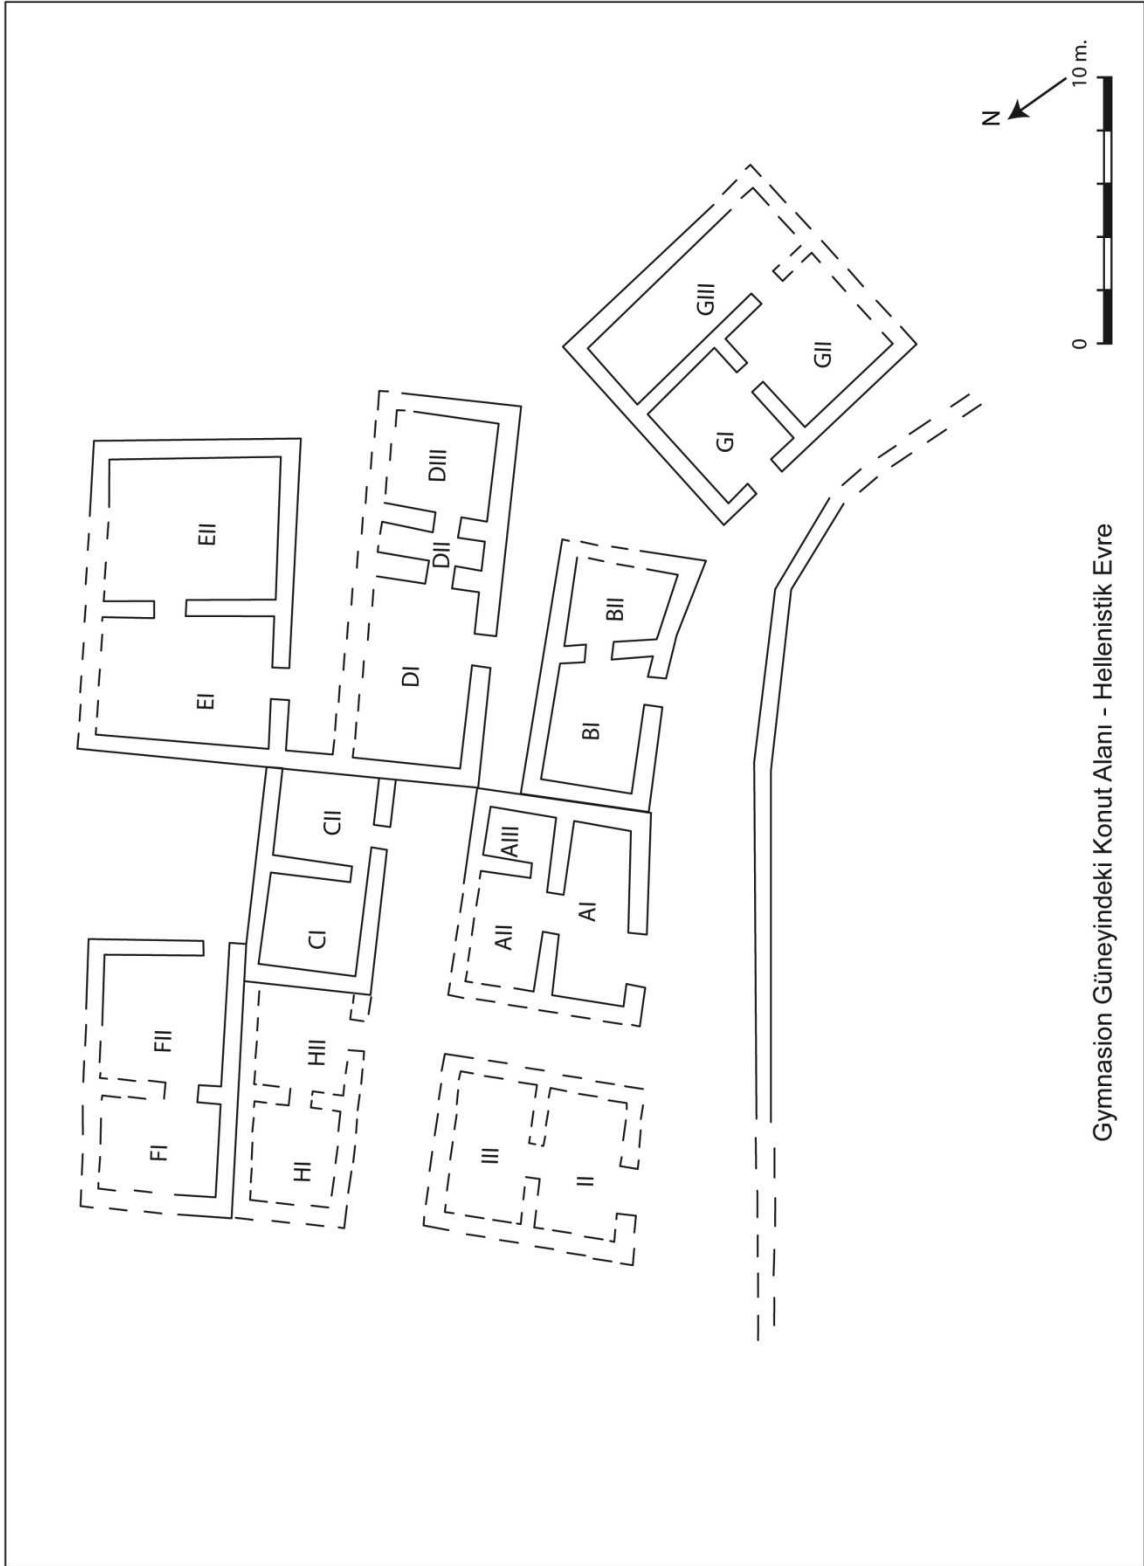 FI
FII
HI
HII
CI
CII
EI
EII
DI
DII
DIII
III
II
AII
AIII
AI
BI
BII
GI
GII
GIII
N
0
10 m.
Gymnasion Güneyindeki Konut Alanı - Hellenistik Evre